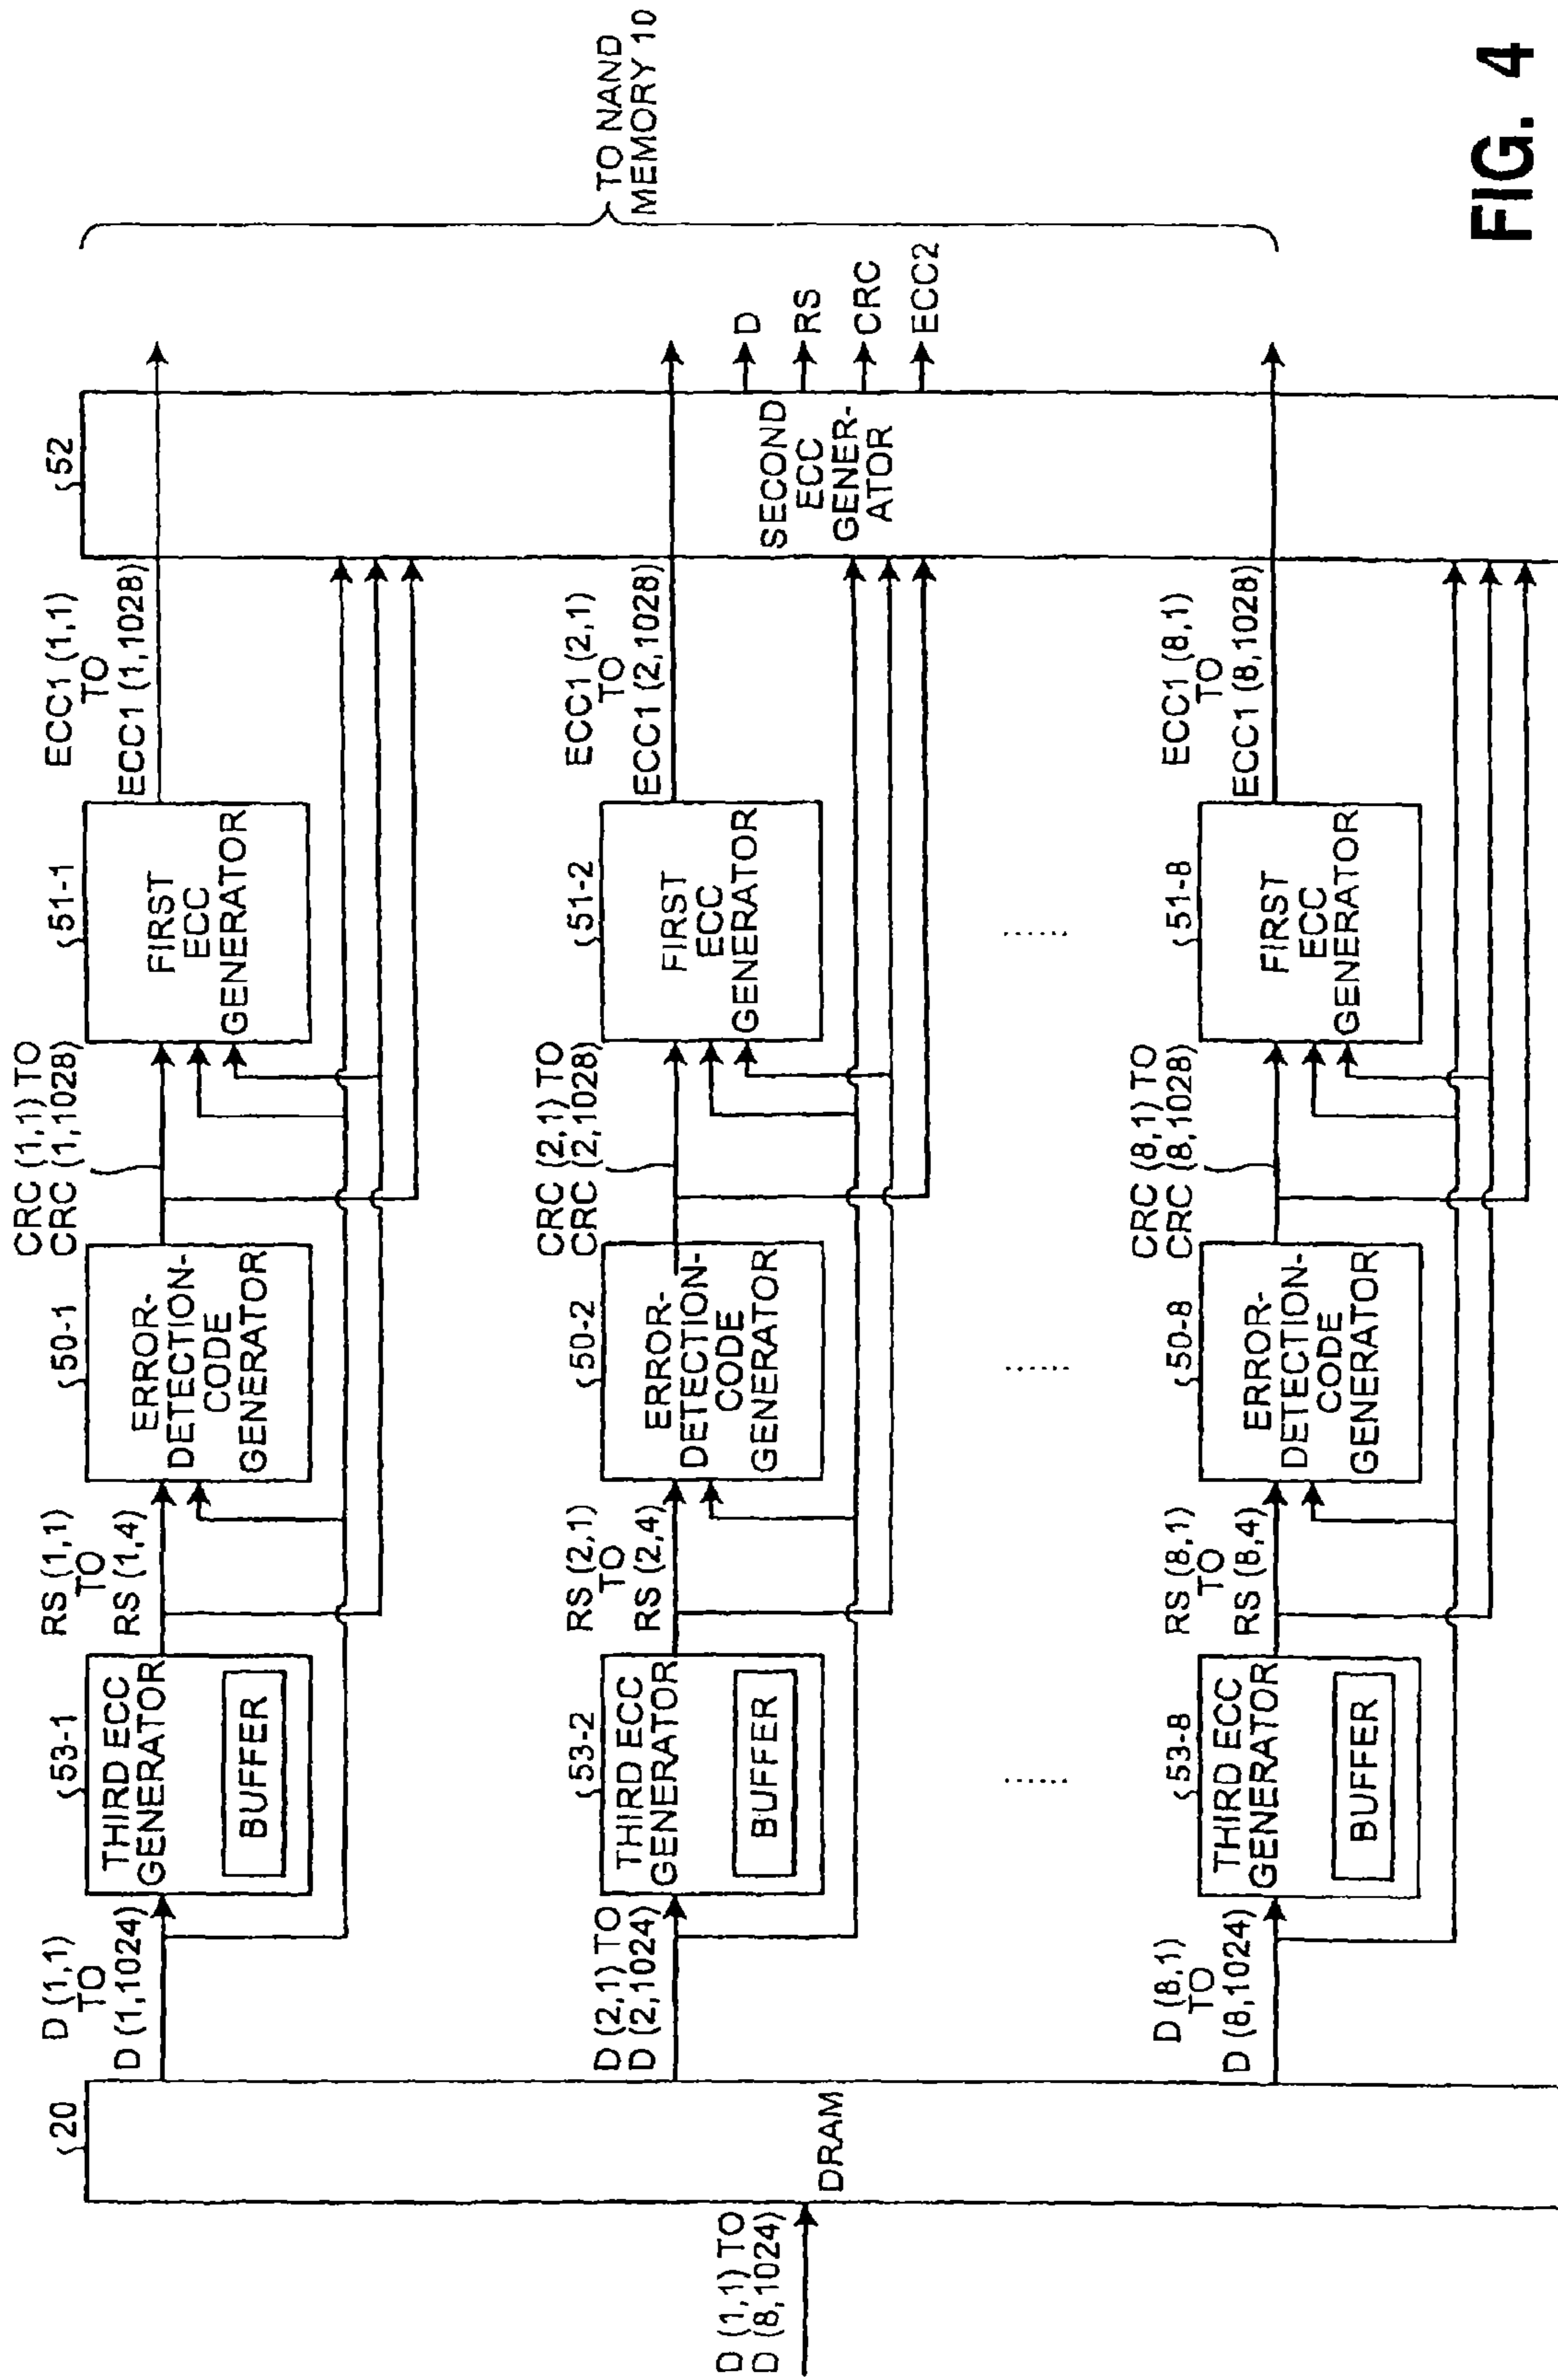 D (1,1) TO
D (8,1024)
20
DRAM
D (1,1)
TO
D (1,1024)
53-1
THIRD ECC
GENERATOR
BUFFER
RS (1,1)
TO
RS (1,4)
50-1
ERROR-
DETECTION-
CODE
GENERATOR
CRC (1,1) TO
CRC (1,1028)
51-1
FIRST
ECC
GENERATOR
ECC1 (1,1)
TO
ECC1 (1,1028)
D (2,1) TO
D (2,1024)
53-2
THIRD ECC
GENERATOR
BUFFER
RS (2,1)
TO
RS (2,4)
50-2
ERROR-
DETECTION-
CODE
GENERATOR
CRC (2,1) TO
CRC (2,1028)
51-2
FIRST
ECC
GENERATOR
ECC1 (2,1)
TO
ECC1 (2,1028)
D (8,1)
TO
D (8,1024)
53-8
THIRD ECC
GENERATOR
BUFFER
RS (8,1)
TO
RS (8,4)
50-8
ERROR-
DETECTION-
CODE
GENERATOR
CRC (8,1) TO
CRC (8,1028)
51-8
FIRST
ECC
GENERATOR
ECC1 (8,1)
TO
ECC1 (8,1028)
52
SECOND
ECC
GENER-
ATOR
D
RS
CRC
ECC2
TO NAND
MEMORY 10
FIG. 4